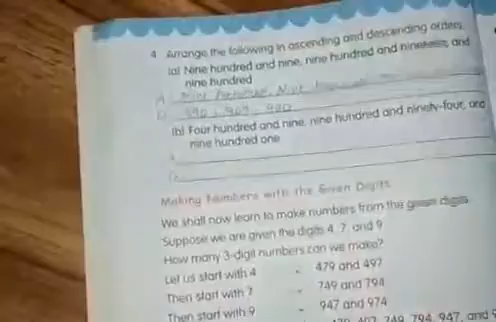 4 Arrange the following in ascending and descending orders.
(a) Nine hundred and nine, nine hundred and nineteen, and
nine hundred
(b) Four hundred and nine, nine hundred and ninety-four, and
nine hundred one
Making Numbers with the Given Digits
We shall now learn to make numbers from the given digits
Suppose we are given the digits 4, 7, and 9
How many 3-digit numbers can we make?
Let us start with 4 - 479 and 497
Then start with 7 - 749 and 794
Then start with 9 - 947 and 974
749 794 947, and